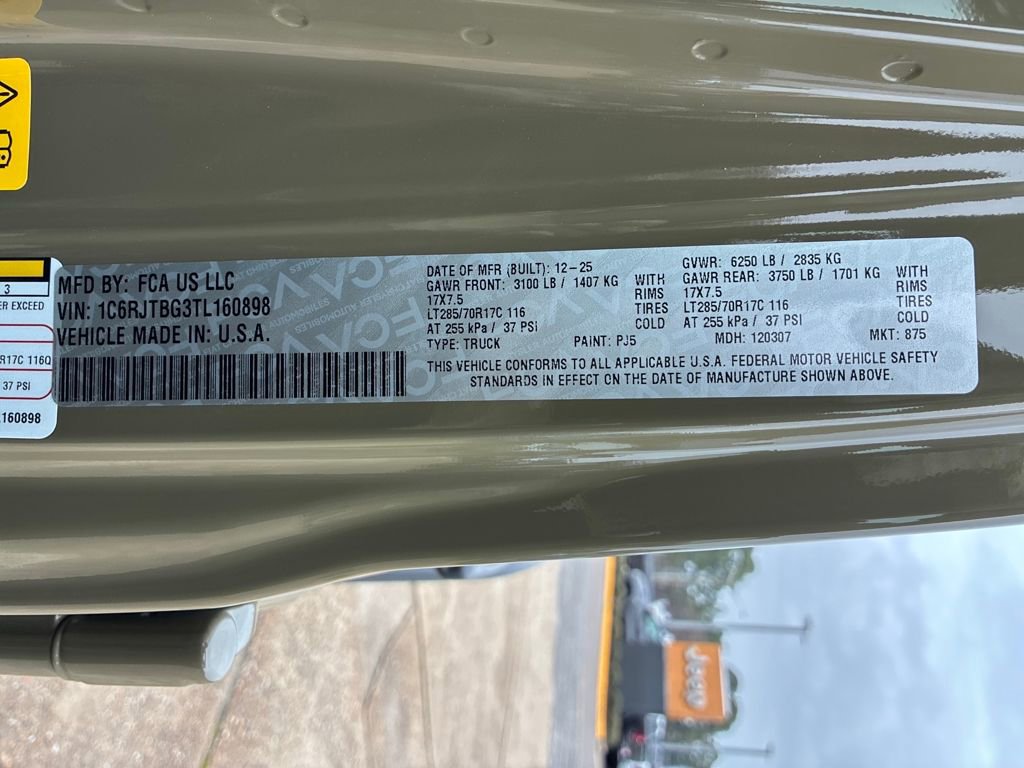 3
ER EXCEED
R17C 116Q
37 PSI
160898
MFD BY: FCA US LLC
VIN: 1C6RJTBG3TL160898
VEHICLE MADE IN: U.S.A.
DATE OF MFR (BUILT): 12-25
GAWR FRONT: 3100 LB / 1407 KG WITH
17X7.5 RIMS
LT285/70R17C 116 TIRES
AT 255 kPa / 37 PSI COLD
TYPE: TRUCK PAINT: PJ5
GVWR: 6250 LB / 2835 KG
GAWR REAR: 3750 LB / 1701 KG WITH
17X7.5 RIMS
LT285/70R17C 116 TIRES
AT 255 kPa / 37 PSI COLD
MDH: 120307 MKT: 875
THIS VEHICLE CONFORMS TO ALL APPLICABLE U.S.A. FEDERAL MOTOR VEHICLE SAFETY
STANDARDS IN EFFECT ON THE DATE OF MANUFACTURE SHOWN ABOVE.
Jeep